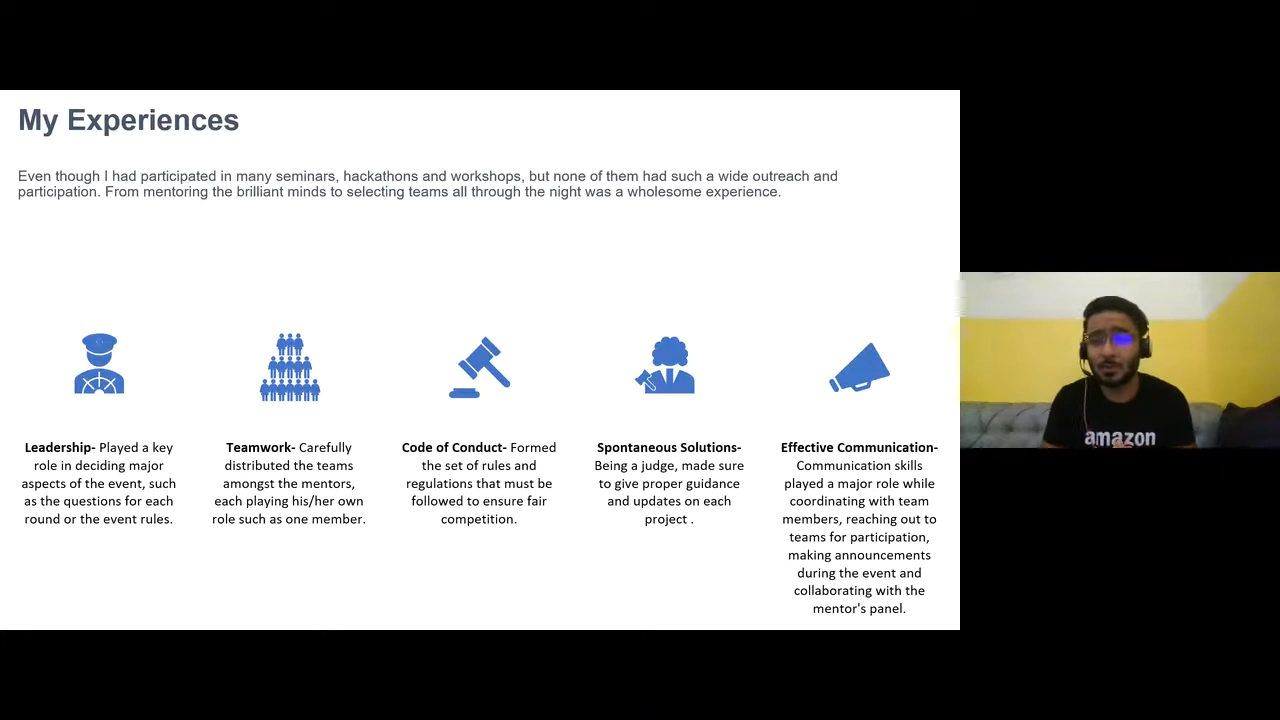 My Experiences
Even though I had participated in many seminars, hackathons and workshops, but none of them had such a wide outreach and
participation. From mentoring the brilliant minds to selecting teams all through the night was a wholesome experience.
Leadership- Played a key
role in deciding major
aspects of the event, such
as the questions for each
round or the event rules.
Teamwork- Carefully
distributed the teams
amongst the mentors,
each playing his/her own
role such as one member.
Code of Conduct- Formed
the set of rules and
regulations that must be
followed to ensure fair
competition.
Spontaneous Solutions-
Being a judge, made sure
to give proper guidance
and updates on each
project .
Effective Communication-
Communication skills
played a major role while
coordinating with team
members, reaching out to
teams for participation,
making announcements
during the event and
collaborating with the
mentor's panel.
amazon